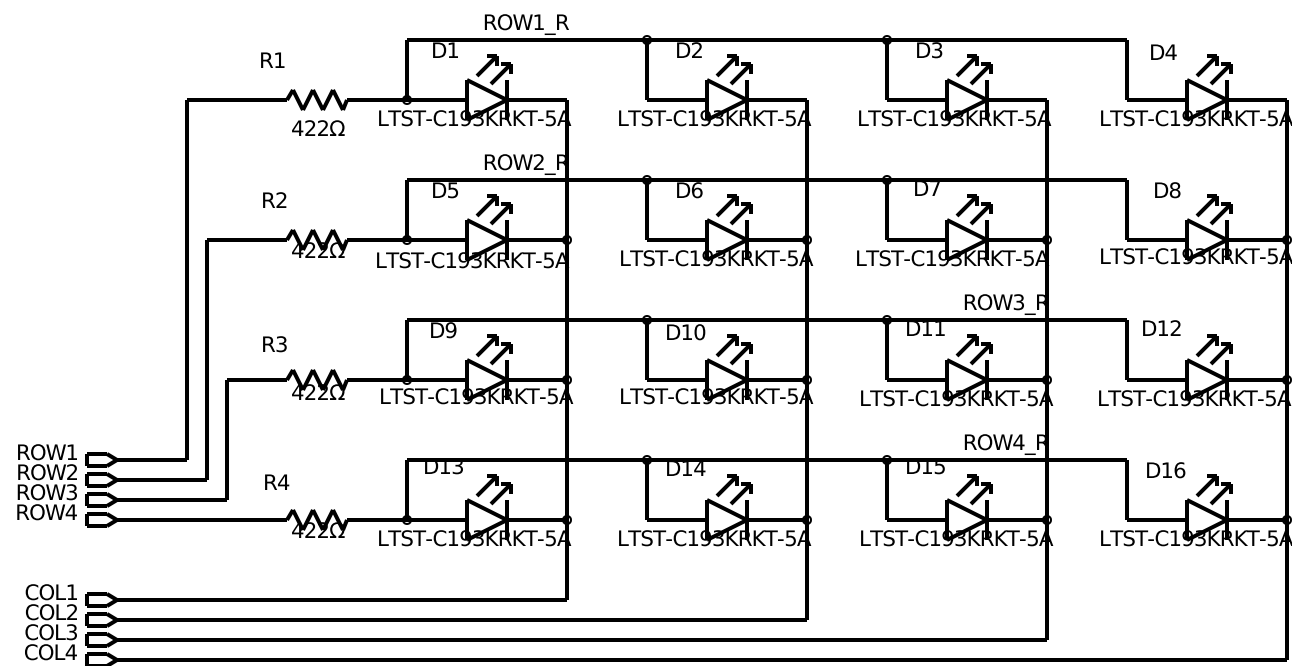 ROW1_R
R1
D1
D2
D3
D4
422Ω
LTST-C193KRKT-5A
LTST-C193KRKT-5A
LTST-C193KRKT-5A
LTST-C193KRKT-5A
ROW2_R
R2
D5
D6
D7
D8
422Ω
LTST-C193KRKT-5A
LTST-C193KRKT-5A
LTST-C193KRKT-5A
LTST-C193KRKT-5A
ROW3_R
R3
D9
D10
D11
D12
422Ω
LTST-C193KRKT-5A
LTST-C193KRKT-5A
LTST-C193KRKT-5A
LTST-C193KRKT-5A
ROW4_R
ROW1
ROW2
ROW3
ROW4
R4
D13
D14
D15
D16
422Ω
LTST-C193KRKT-5A
LTST-C193KRKT-5A
LTST-C193KRKT-5A
LTST-C193KRKT-5A
COL1
COL2
COL3
COL4